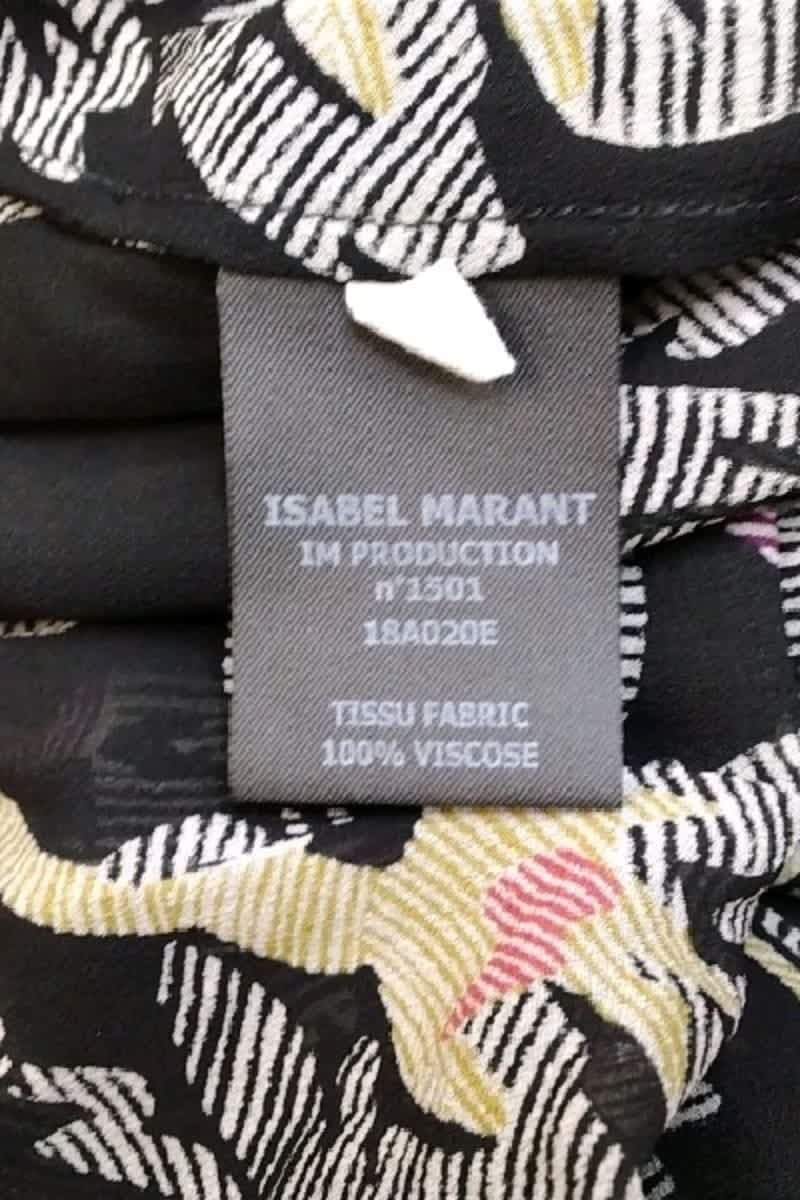 ISABEL MARANT
IM PRODUCTION
n°1501
18A020E
TISSU FABRIC
100% VISCOSE